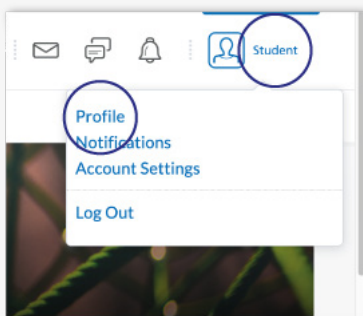 Student
Profile
Notifications
Account Settings
Log Out